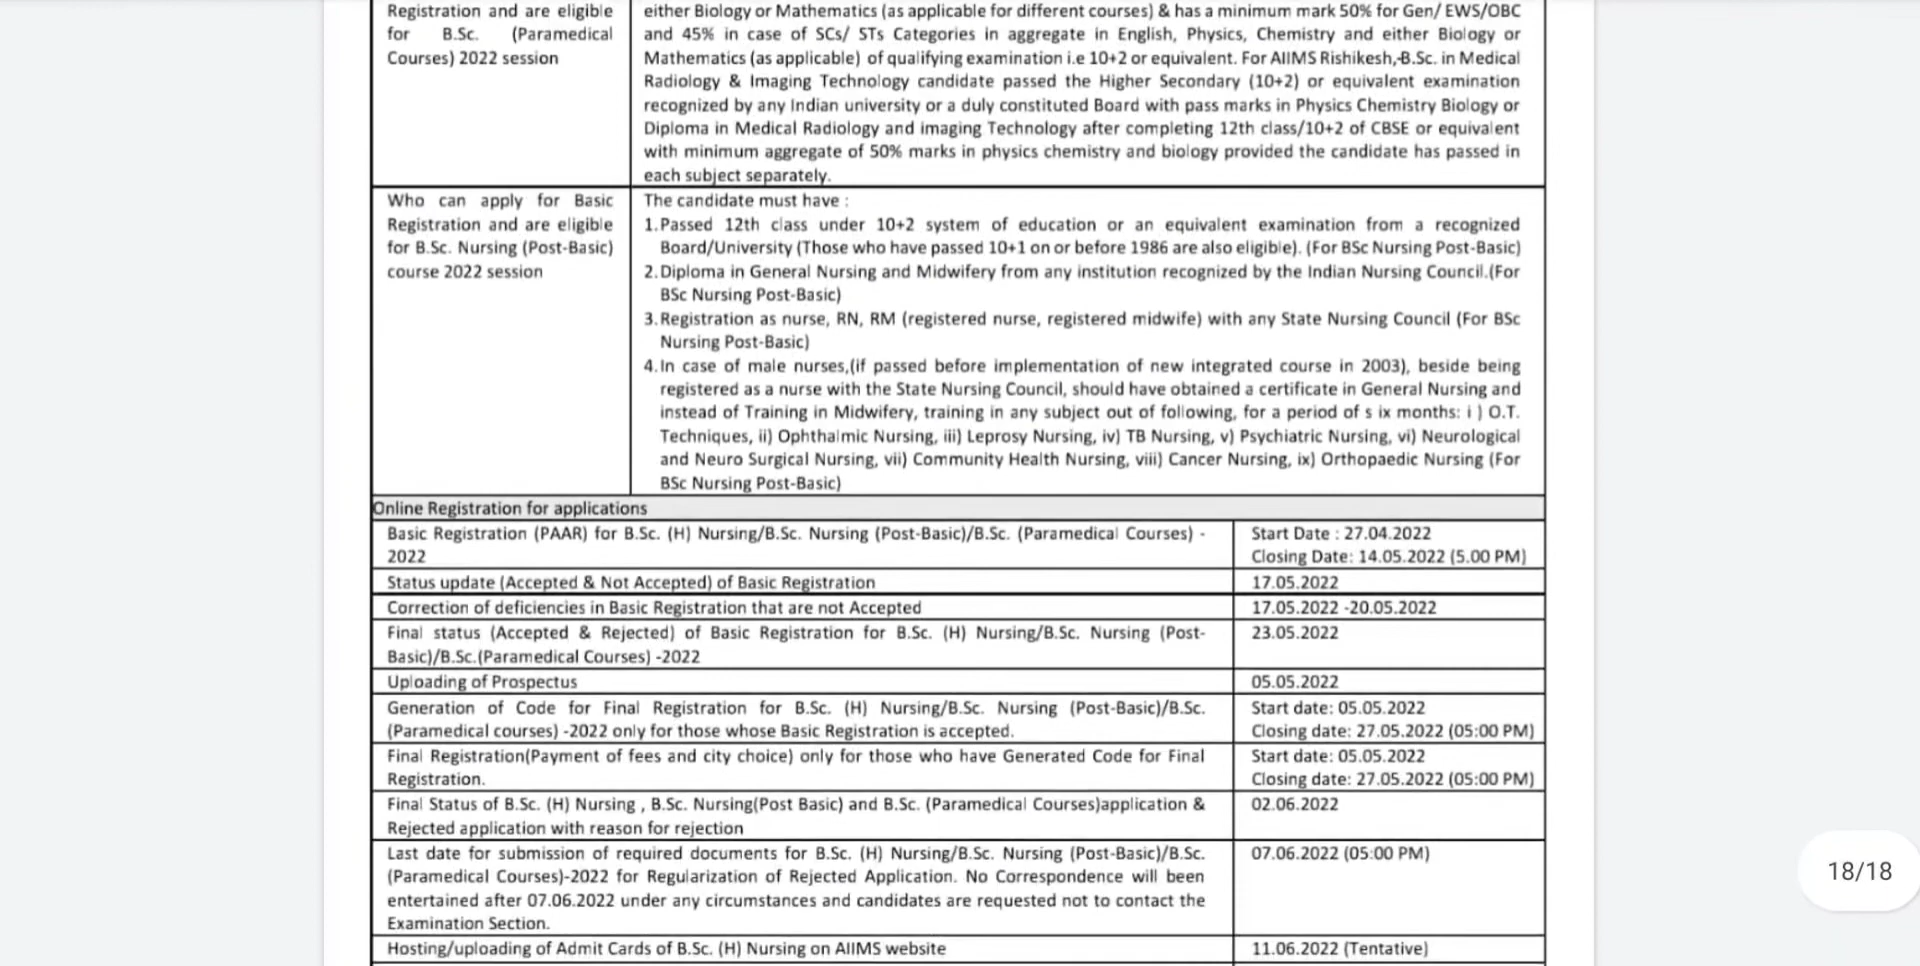 Registration and are eligible
for B.Sc. (Paramedical
Courses) 2022 session
either Biology or Mathematics (as applicable for different courses) & has a minimum mark 50% for Gen/ EWS/OBC
and 45% in case of SCs/ STs Categories in aggregate in English, Physics, Chemistry and either Biology or
Mathematics (as applicable) of qualifying examination i.e 10+2 or equivalent. For AIIMS Rishikesh,-B.Sc. in Medical
Radiology & Imaging Technology candidate passed the Higher Secondary (10+2) or equivalent examination
recognized by any Indian university or a duly constituted Board with pass marks in Physics Chemistry Biology or
Diploma in Medical Radiology and imaging Technology after completing 12th class/10+2 of CBSE or equivalent
with minimum aggregate of 50% marks in physics chemistry and biology provided the candidate has passed in
each subject separately.
Who can apply for Basic
Registration and are eligible
for B.Sc. Nursing (Post-Basic)
course 2022 session
The candidate must have :
1.Passed 12th class under 10+2 system of education or an equivalent examination from a recognized
Board/University (Those who have passed 10+1 on or before 1986 are also eligible). (For BSc Nursing Post-Basic)
2.Diploma in General Nursing and Midwifery from any institution recognized by the Indian Nursing Council.(For
BSc Nursing Post-Basic)
3.Registration as nurse, RN, RM (registered nurse, registered midwife) with any State Nursing Council (For BSc
Nursing Post-Basic)
4.In case of male nurses,(if passed before implementation of new integrated course in 2003), beside being
registered as a nurse with the State Nursing Council, should have obtained a certificate in General Nursing and
instead of Training in Midwifery, training in any subject out of following, for a period of s ix months: i ) O.T.
Techniques, ii) Ophthalmic Nursing, iii) Leprosy Nursing, iv) TB Nursing, v) Psychiatric Nursing, vi) Neurological
and Neuro Surgical Nursing, vii) Community Health Nursing, viii) Cancer Nursing, ix) Orthopaedic Nursing (For
BSc Nursing Post-Basic)
Online Registration for applications
Basic Registration (PAAR) for B.Sc. (H) Nursing/B.Sc. Nursing (Post-Basic)/B.Sc. (Paramedical Courses) -
2022
Start Date : 27.04.2022
Closing Date: 14.05.2022 (5.00 PM)
Status update (Accepted & Not Accepted) of Basic Registration
17.05.2022
Correction of deficiencies in Basic Registration that are not Accepted
17.05.2022 -20.05.2022
Final status (Accepted & Rejected) of Basic Registration for B.Sc. (H) Nursing/B.Sc. Nursing (Post-
Basic)/B.Sc.(Paramedical Courses) -2022
23.05.2022
Uploading of Prospectus
05.05.2022
Generation of Code for Final Registration for B.Sc. (H) Nursing/B.Sc. Nursing (Post-Basic)/B.Sc.
(Paramedical courses) -2022 only for those whose Basic Registration is accepted.
Start date: 05.05.2022
Closing date: 27.05.2022 (05:00 PM)
Final Registration(Payment of fees and city choice) only for those who have Generated Code for Final
Registration.
Start date: 05.05.2022
Closing date: 27.05.2022 (05:00 PM)
Final Status of B.Sc. (H) Nursing , B.Sc. Nursing(Post Basic) and B.Sc. (Paramedical Courses)application &
Rejected application with reason for rejection
02.06.2022
Last date for submission of required documents for B.Sc. (H) Nursing/B.Sc. Nursing (Post-Basic)/B.Sc.
(Paramedical Courses)-2022 for Regularization of Rejected Application. No Correspondence will been
entertained after 07.06.2022 under any circumstances and candidates are requested not to contact the
Examination Section.
07.06.2022 (05:00 PM)
Hosting/uploading of Admit Cards of B.Sc. (H) Nursing on AIIMS website
11.06.2022 (Tentative)
18/18